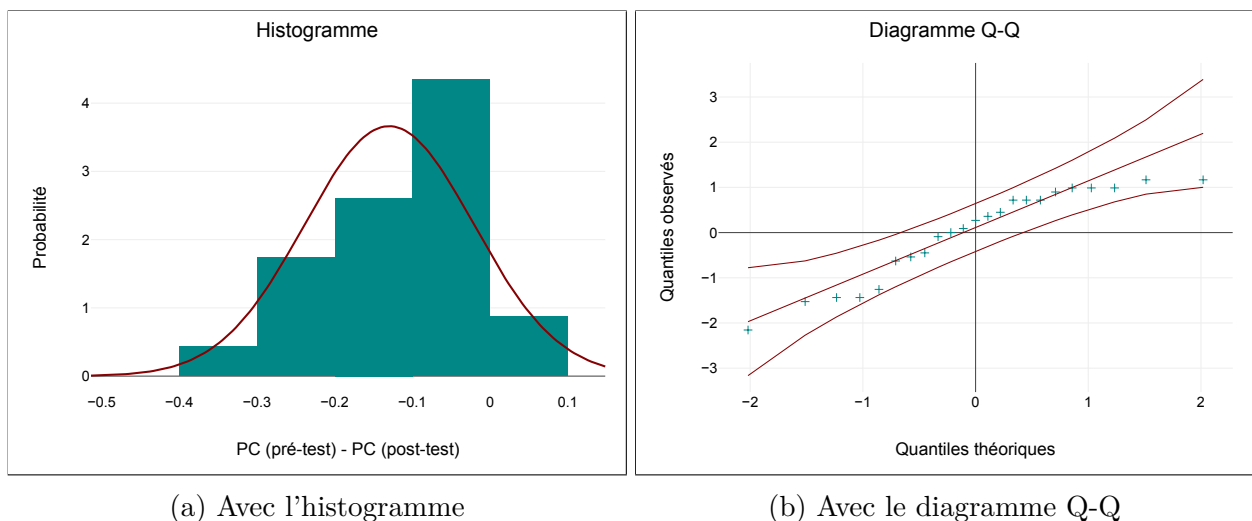 Histogramme
Probabilité
4
3
2
1
0
−0.5 −0.4 −0.3 −0.2 −0.1 0 0.1
PC (pré-test) - PC (post-test)
(a) Avec l'histogramme
Diagramme Q-Q
Quantiles observés
3
2
1
0
−1
−2
−3
−2 −1 0 1 2
Quantiles théoriques
(b) Avec le diagramme Q-Q